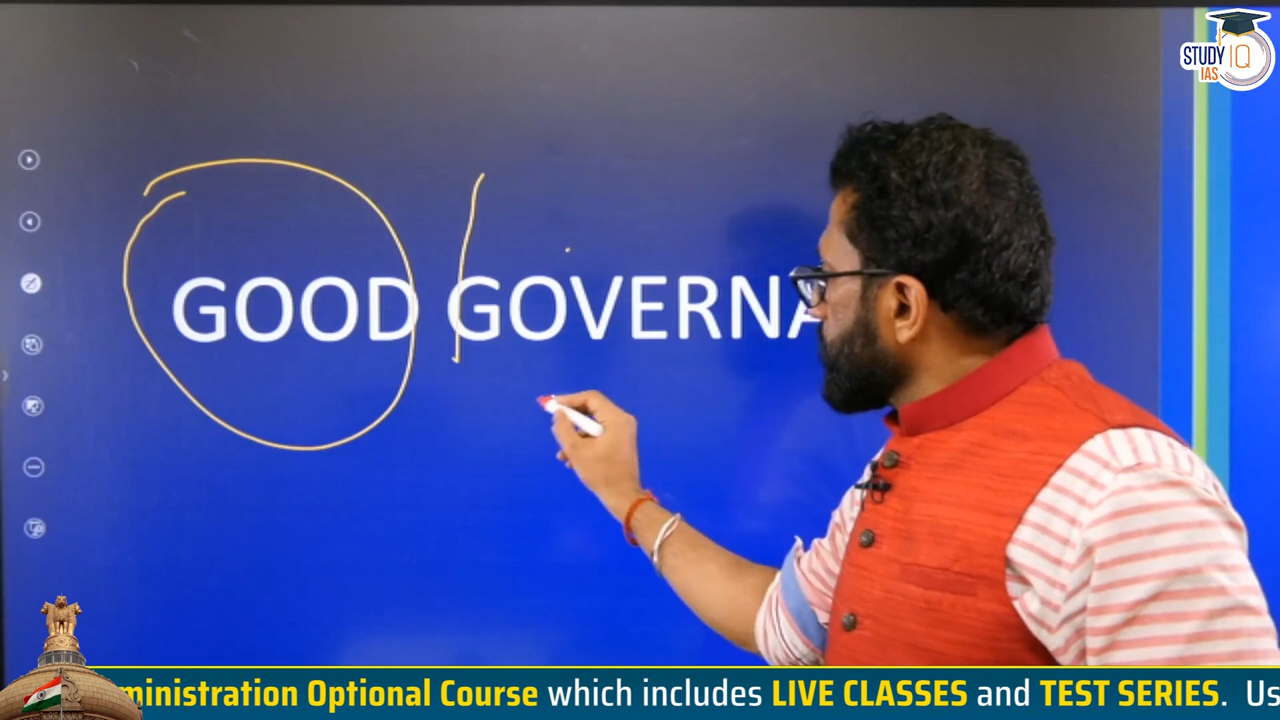 STUDY IQ
IAS
GOOD GOVERNA
ministration Optional Course which includes LIVE CLASSES and TEST SERIES. Us